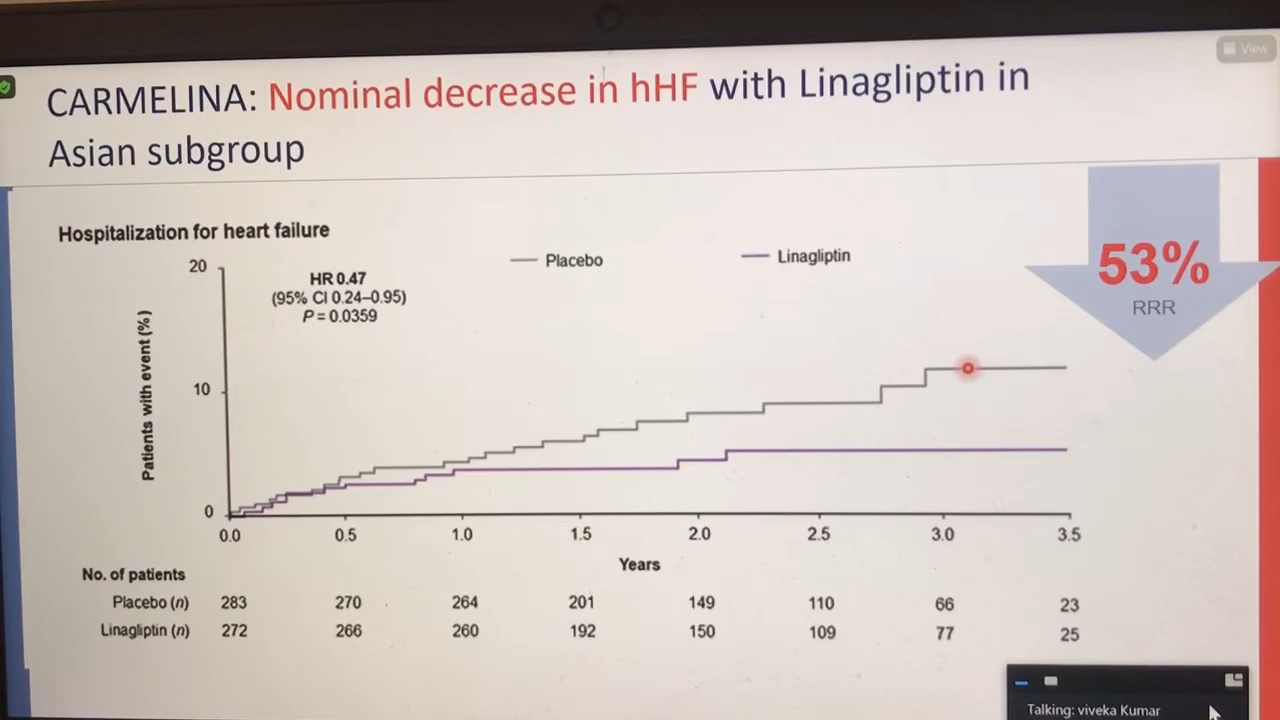 View
CARMELINA: Nominal decrease in hHF with Linagliptin in
Asian subgroup
Hospitalization for heart failure
Placebo
Linagliptin
HR 0.47
(95% CI 0.24–0.95)
P = 0.0359
53%
RRR
Patients with event (%)
20
10
0
0.0 0.5 1.0 1.5 2.0 2.5 3.0 3.5
Years
No. of patients
Placebo (n) 283 270 264 201 149 110 66 23
Linagliptin (n) 272 266 260 192 150 109 77 25
Talking: viveka Kumar